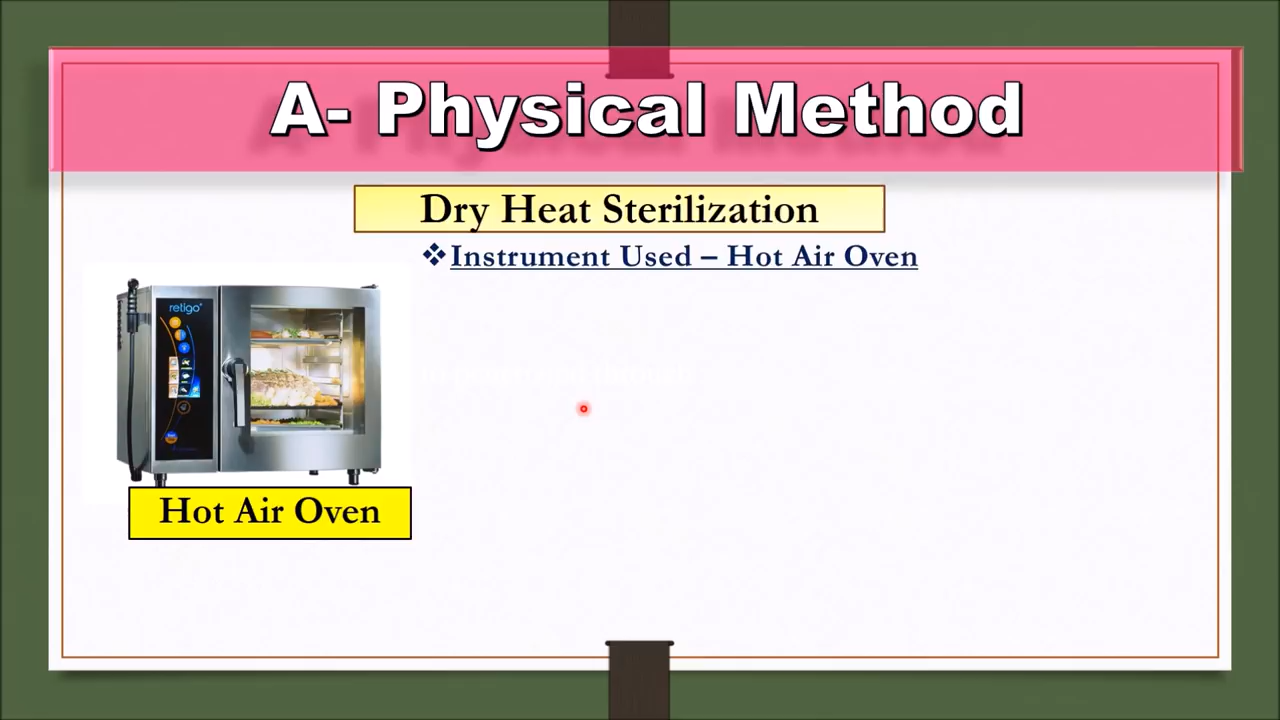 A- Physical Method
Dry Heat Sterilization
❖Instrument Used – Hot Air Oven
retigo
Hot Air Oven